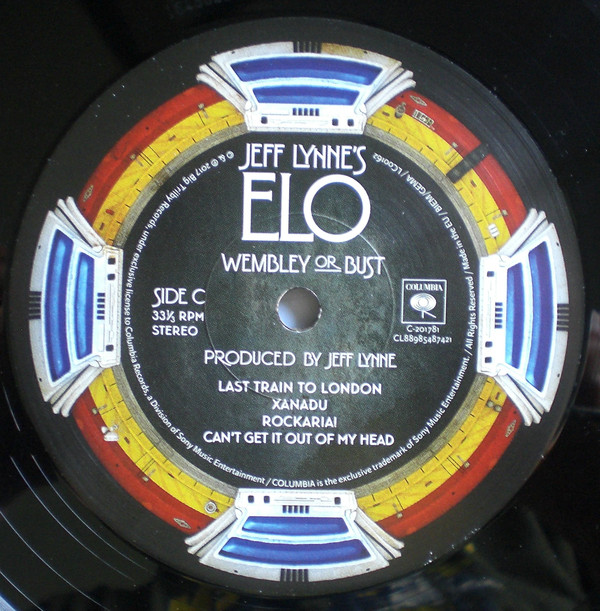 JEFF LYNNE'S
ELO
WEMBLEY OR BUST
SIDE C
33⅓ RPM
STEREO
COLUMBIA
C-201781
CL88985487421
PRODUCED BY JEFF LYNNE
LAST TRAIN TO LONDON
XANADU
ROCKARIA!
CAN'T GET IT OUT OF MY HEAD
℗ & © 2017 Big Trilby Records, under exclusive license to Columbia Records, a Division of Sony Music Entertainment / COLUMBIA is the exclusive trademark of Sony Music Entertainment. / All Rights Reserved / Made in the EU / BIEM/GEMA / LC00162